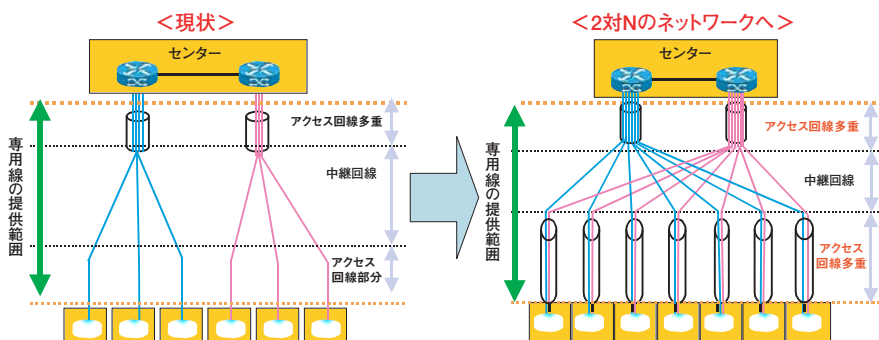 <現状>
センター
専用線の提供範囲
アクセス回線多重
中継回線
アクセス
回線部分
<2対Nのネットワークへ>
センター
専用線の提供範囲
アクセス回線多重
中継回線
アクセス
回線多重